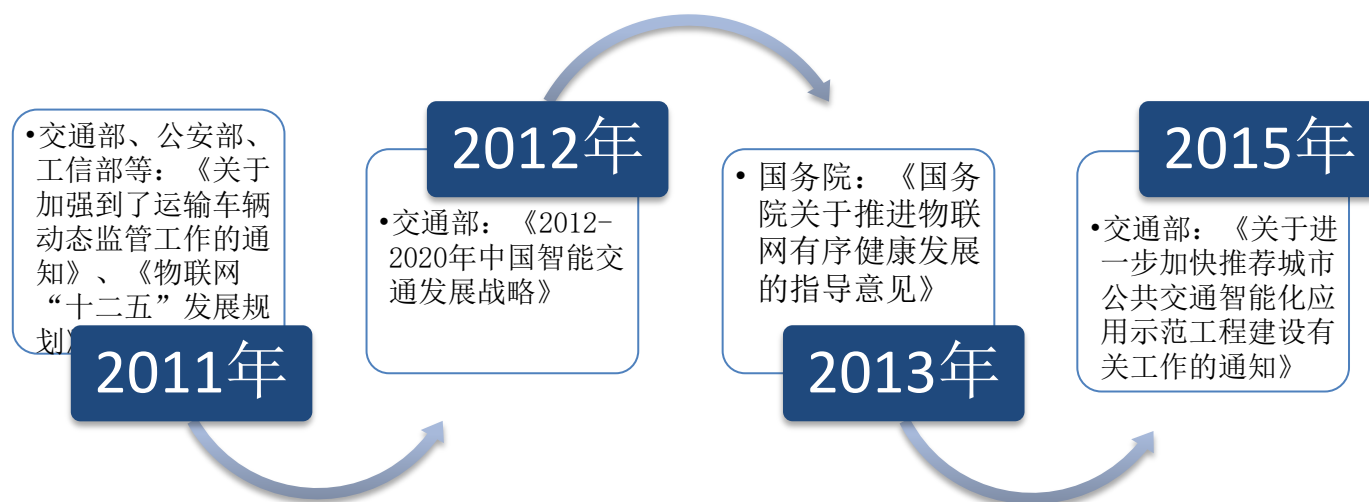 •交通部、公安部、
工信部等：《关于
加强到了运输车辆
动态监管工作的通
知》、《物联网
“十二五”发展规
划》
2011年
2012年
•交通部：《2012-
2020年中国智能交
通发展战略》
• 国务院：《国务
院关于推进物联
网有序健康发展
的指导意见》
2013年
2015年
•交通部：《关于进
一步加快推荐城市
公共交通智能化应
用示范工程建设有
关工作的通知》